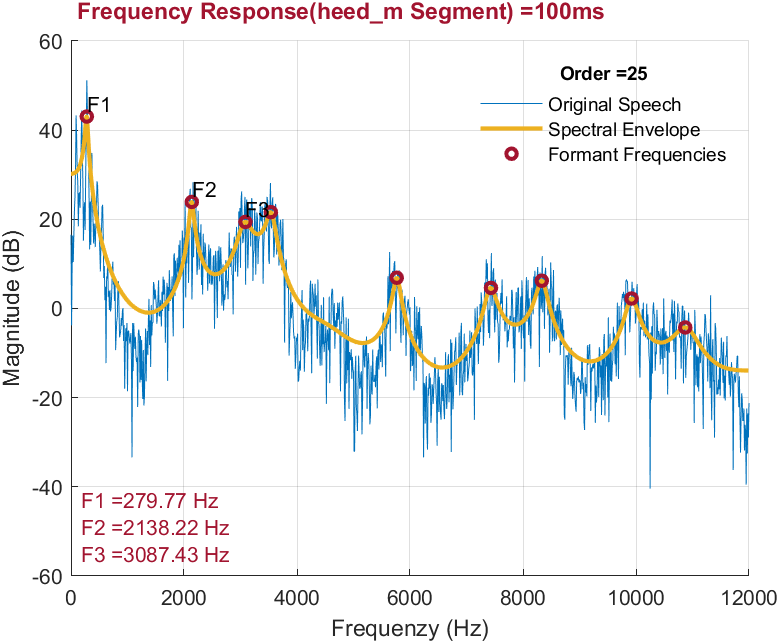 Frequency Response(heed_m Segment) =100ms
60
40
20
0
-20
-40
-60
Magnitude (dB)
F1
F2
F3
Order =25
Original Speech
Spectral Envelope
Formant Frequencies
F1 =279.77 Hz
F2 =2138.22 Hz
F3 =3087.43 Hz
0 2000 4000 6000 8000 10000 12000
Frequenzy (Hz)